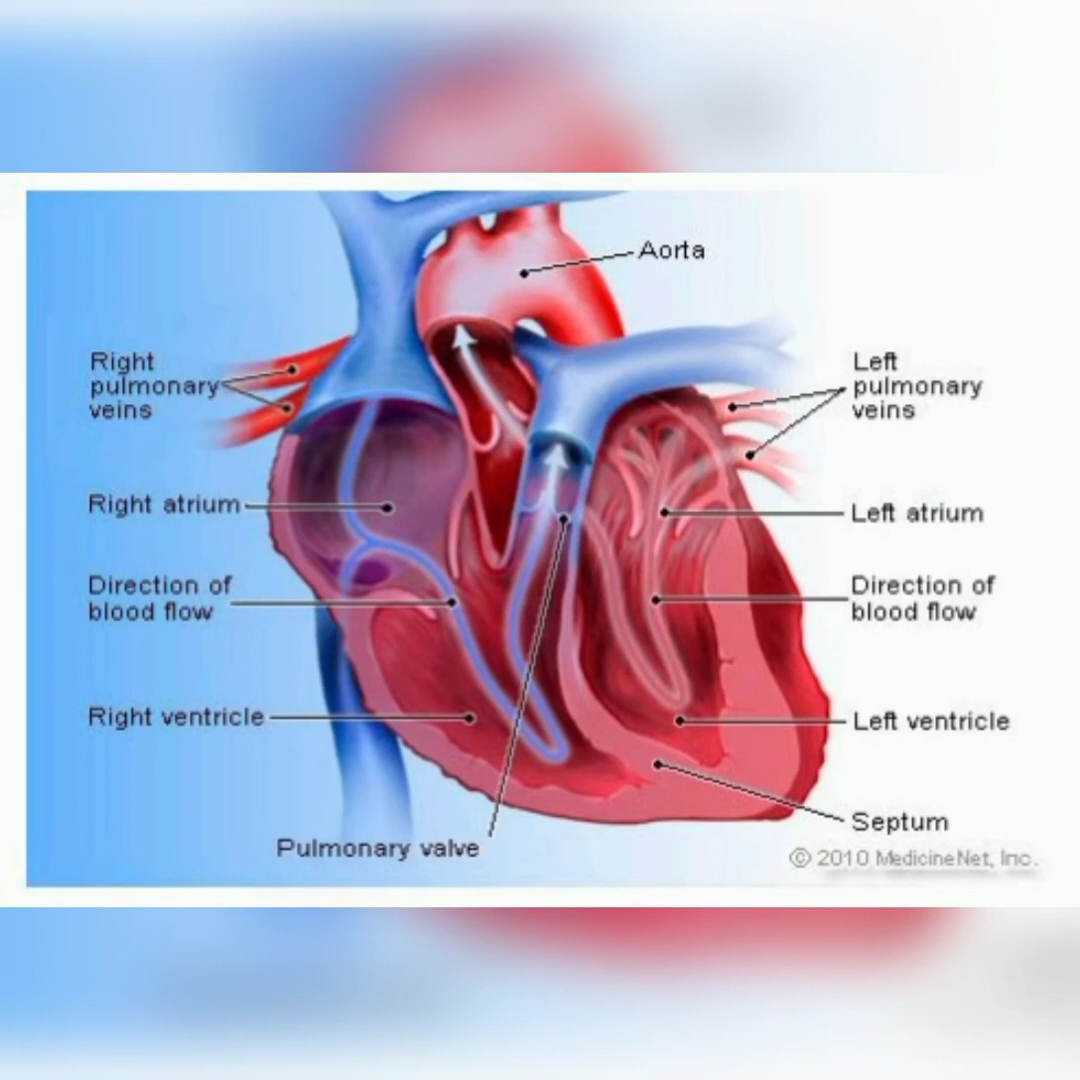 Aorta
Right
pulmonary
veins
Left
pulmonary
veins
Right atrium
Left atrium
Direction of
blood flow
Direction of
blood flow
Right ventricle
Left ventricle
Septum
Pulmonary valve
© 2010 MedicineNet, Inc.